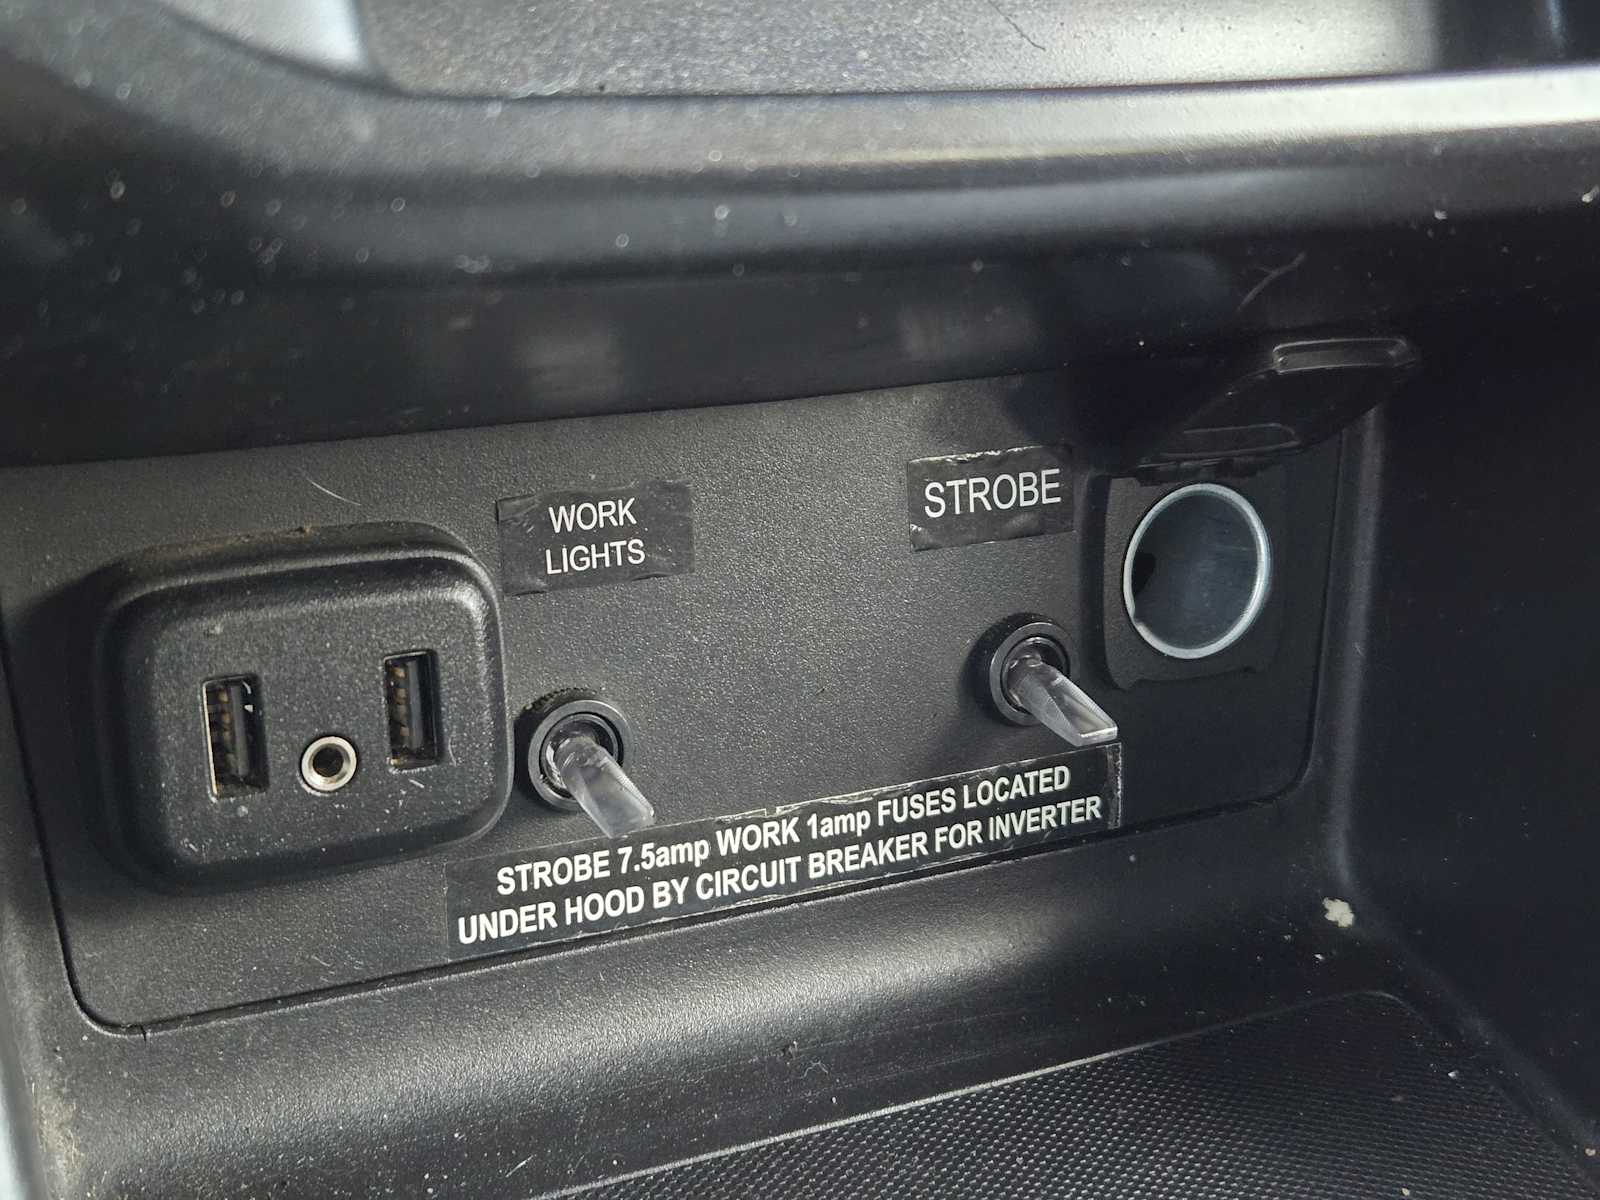 WORK
LIGHTS
STROBE
STROBE 7.5amp WORK 1amp FUSES LOCATED
UNDER HOOD BY CIRCUIT BREAKER FOR INVERTER